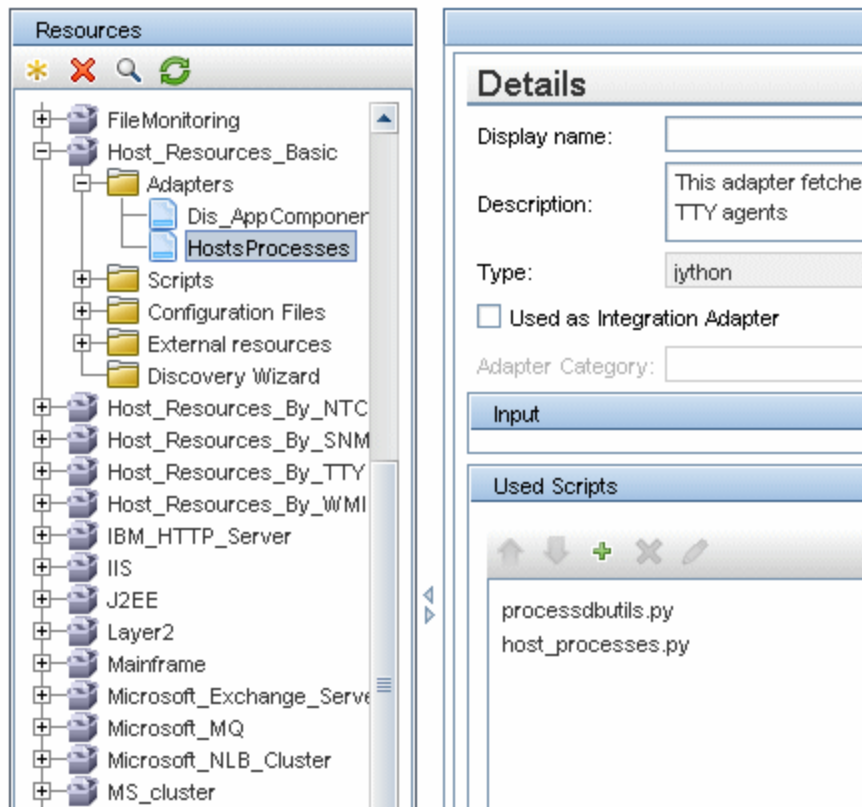 Resources
FileMonitoring
Host_Resources_Basic
Adapters
Dis_AppComponen
HostsProcesses
Scripts
Configuration Files
External resources
Discovery Wizard
Host_Resources_By_NTC
Host_Resources_By_SNM
Host_Resources_By_TTY
Host_Resources_By_WMI
IBM_HTTP_Server
IIS
J2EE
Layer2
Mainframe
Microsoft_Exchange_Serve
Microsoft_MQ
Microsoft_NLB_Cluster
MS_cluster
Details
Display name:
Description:
This adapter fetche
TTY agents
Type:
jython
Used as Integration Adapter
Adapter Category:
Input
Used Scripts
processdbutils.py
host_processes.py